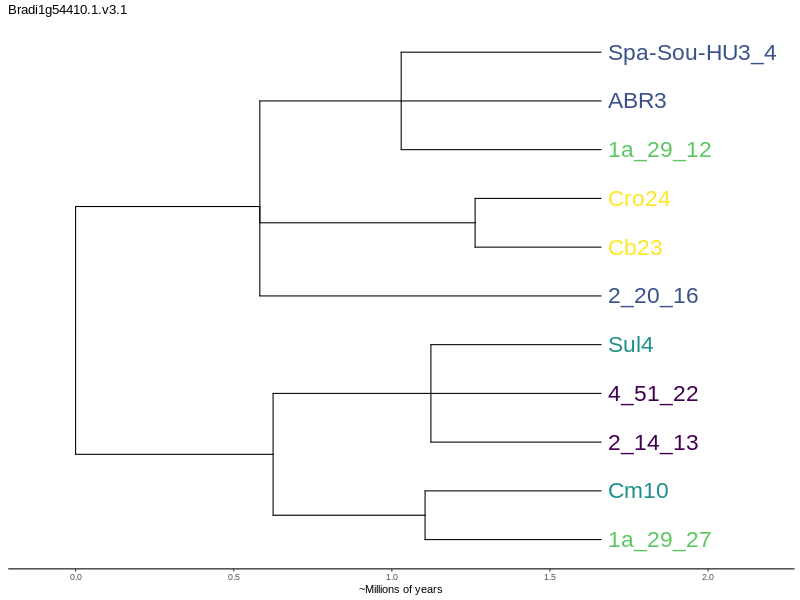 Bradi1g54410.1.v3.1
Spa-Sou-HU3_4
ABR3
1a_29_12
Cro24
Cb23
2_20_16
Sul4
4_51_22
2_14_13
Cm10
1a_29_27
0.0 0.5 1.0 1.5 2.0
~Millions of years